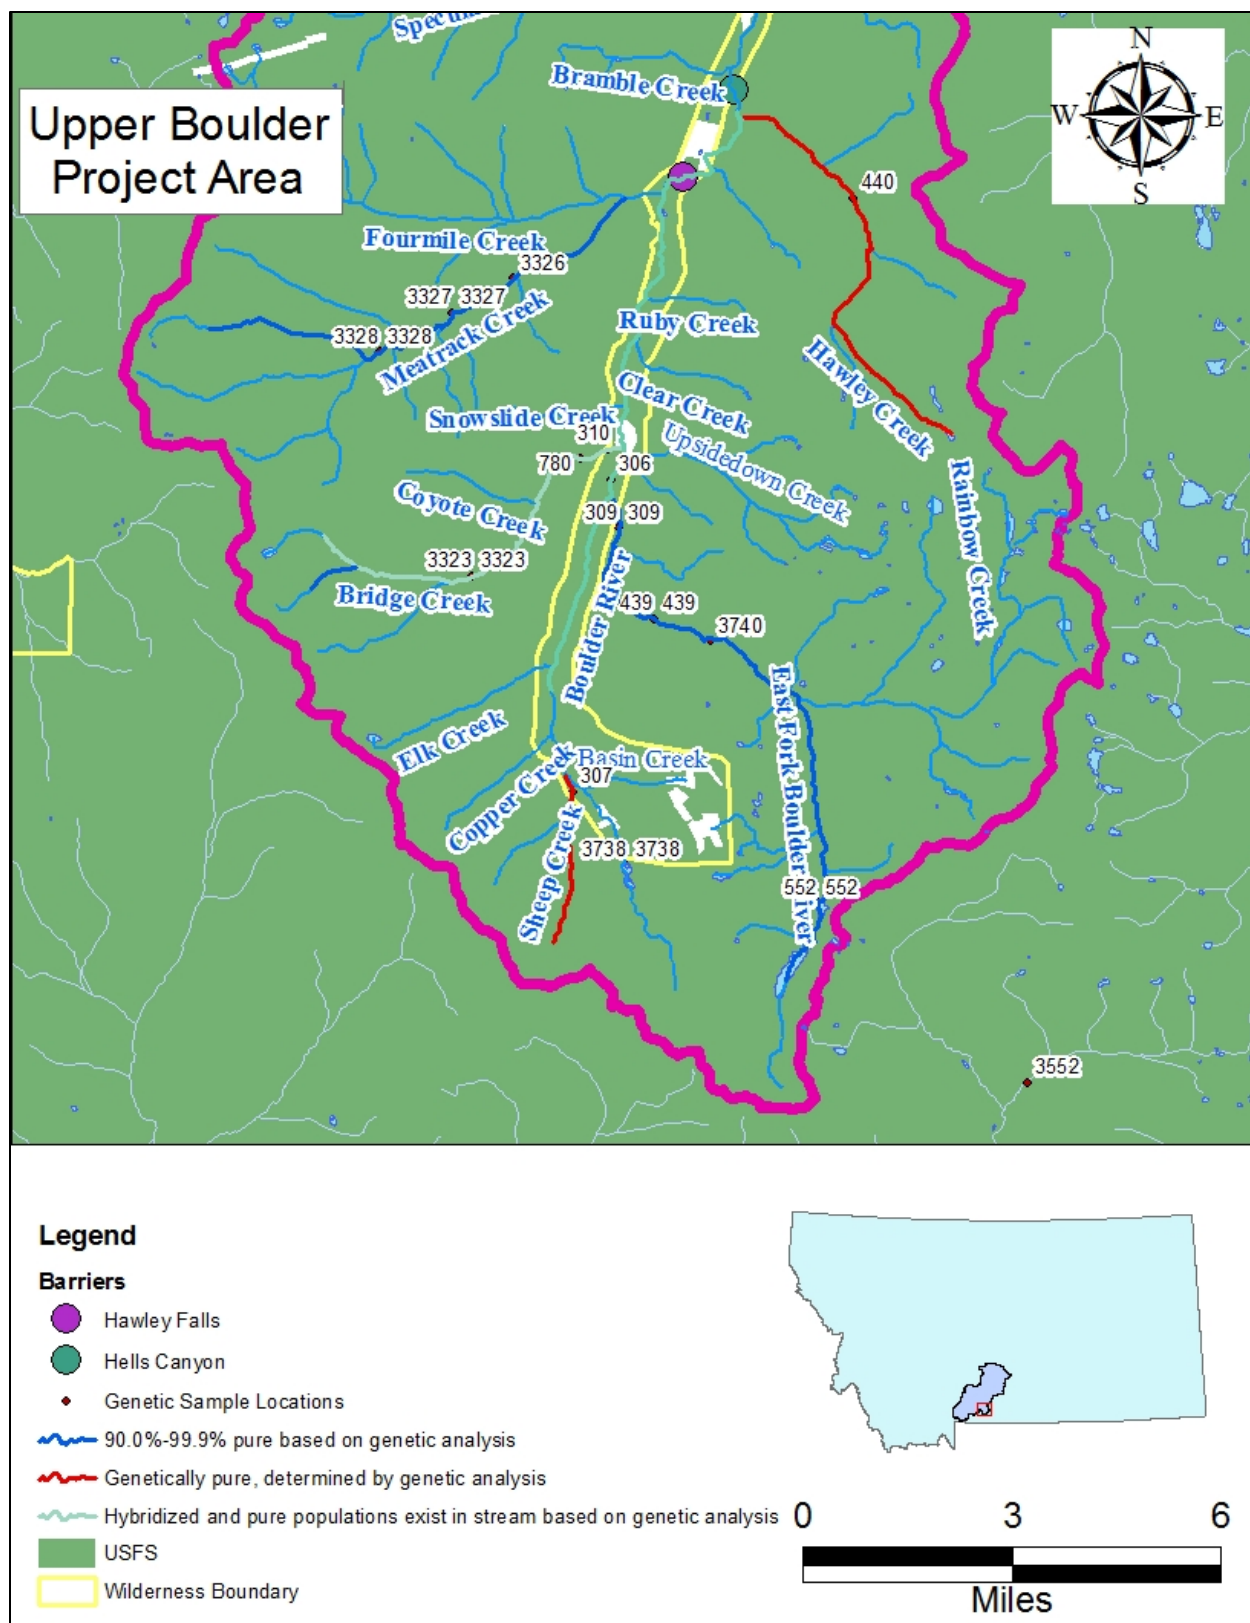 Specim
N
W
E
S
Bramble Creek
Upper Boulder
Project Area
440
Fourmile Creek
3326
3327 3327
Meatrack Creek
3328 3328
Ruby Creek
Hawley Creek
Clear Creek
Snowslide Creek
310
Upsidedown Creek
780
306
Rainbow Creek
Coyote Creek
309 309
3323 3323
Bridge Creek
Boulder River
439 439
3740
East Fork Boulder River
Elk Creek
Basin Creek
Copper Creek
307
Sheep Creek
3738 3738
552 552
3552
Legend
Barriers
Hawley Falls
Hells Canyon
Genetic Sample Locations
90.0%-99.9% pure based on genetic analysis
Genetically pure, determined by genetic analysis
Hybridized and pure populations exist in stream based on genetic analysis
USFS
Wilderness Boundary
0 3 6
Miles